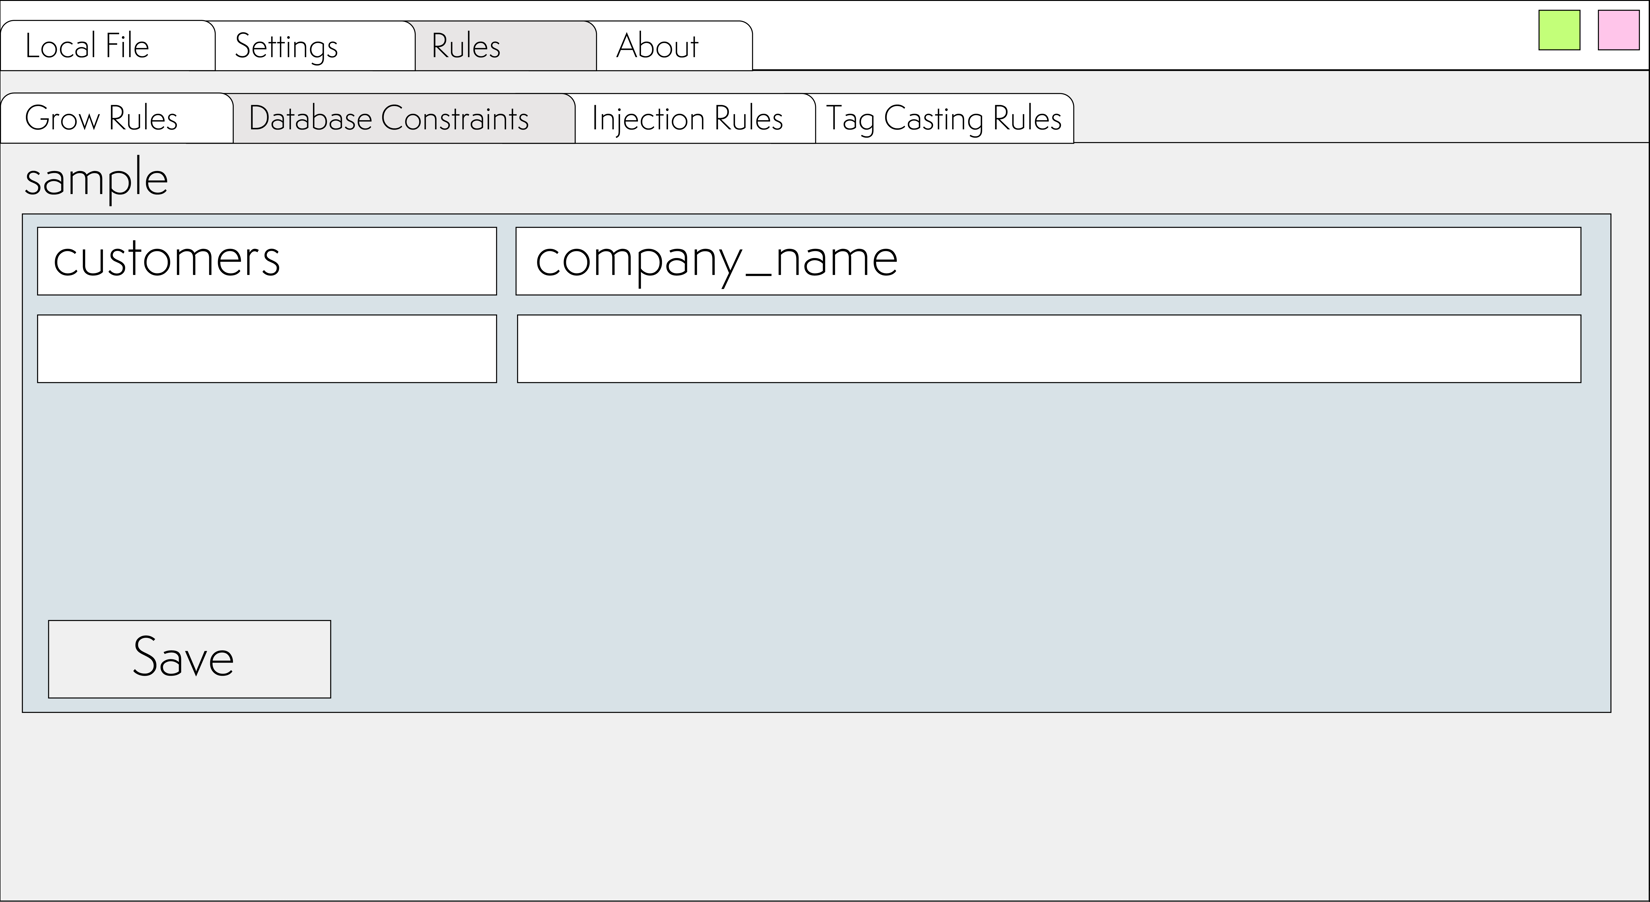 Local File Settings Rules About
Grow Rules Database Constraints Injection Rules Tag Casting Rules
sample
customers company_name
Save